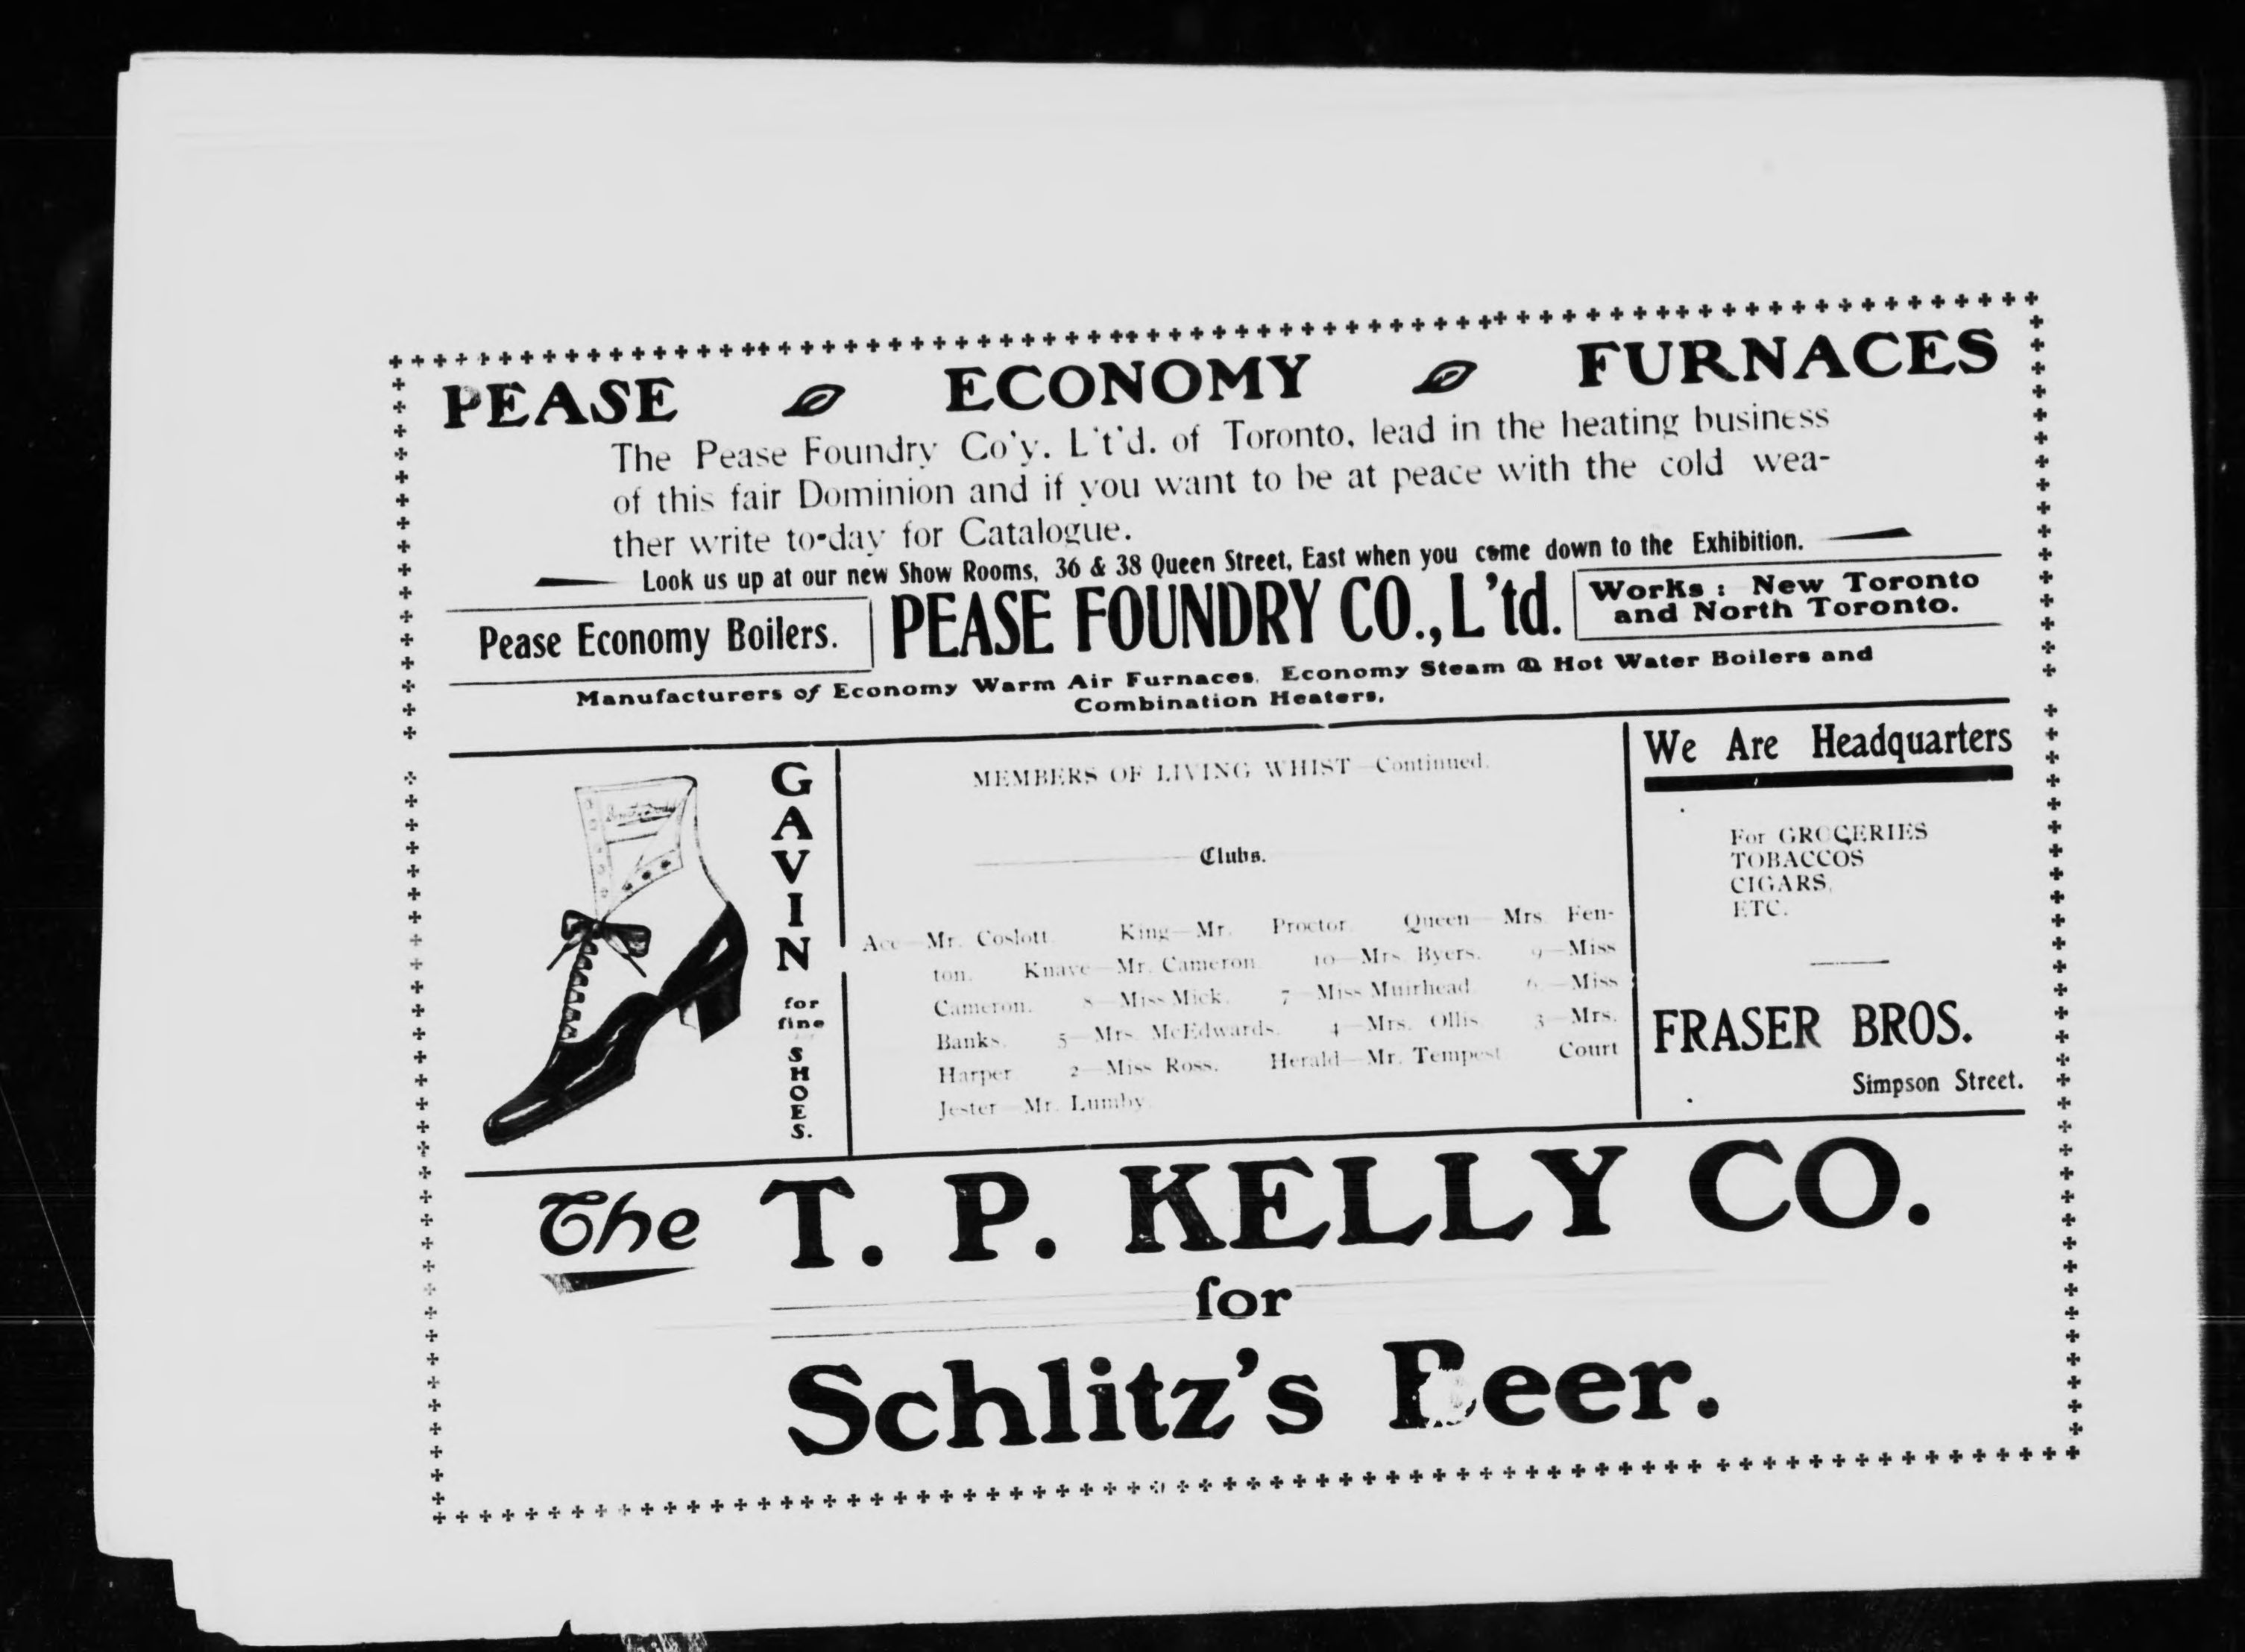 PEASE ECONOMY FURNACES
The Pease Foundry Co'y. L't'd. of Toronto, lead in the heating business
of this fair Dominion and if you want to be at peace with the cold wea-
ther write to-day for Catalogue.
Look us up at our new Show Rooms, 36 & 38 Queen Street, East when you come down to the Exhibition.
Pease Economy Boilers.
PEASE FOUNDRY CO., L'td.
Works : New Toronto
and North Toronto.
Manufacturers of Economy Warm Air Furnaces, Economy Steam & Hot Water Boilers and
Combination Heaters,
GAVIN
for
fine
SHOES.
MEMBERS OF LIVING WHIST—Continued.
Clubs.
Ace—Mr. Coslott. King—Mr. Proctor. Queen—Mrs. Fen-
ton. Knave—Mr. Cameron. 10—Mrs. Byers. 9—Miss
Cameron. 8—Miss Mick. 7—Miss Muirhead. 6—Miss
Banks. 5—Mrs. McEdwards. 4—Mrs. Ollis. 3—Mrs.
Harper. 2—Miss Ross. Herald—Mr. Tempest. Court
Jester—Mr. Lumby.
We Are Headquarters
For GROCERIES
TOBACCOS
CIGARS,
ETC.
FRASER BROS.
Simpson Street.
The T. P. KELLY CO.
for
Schlitz's Beer.